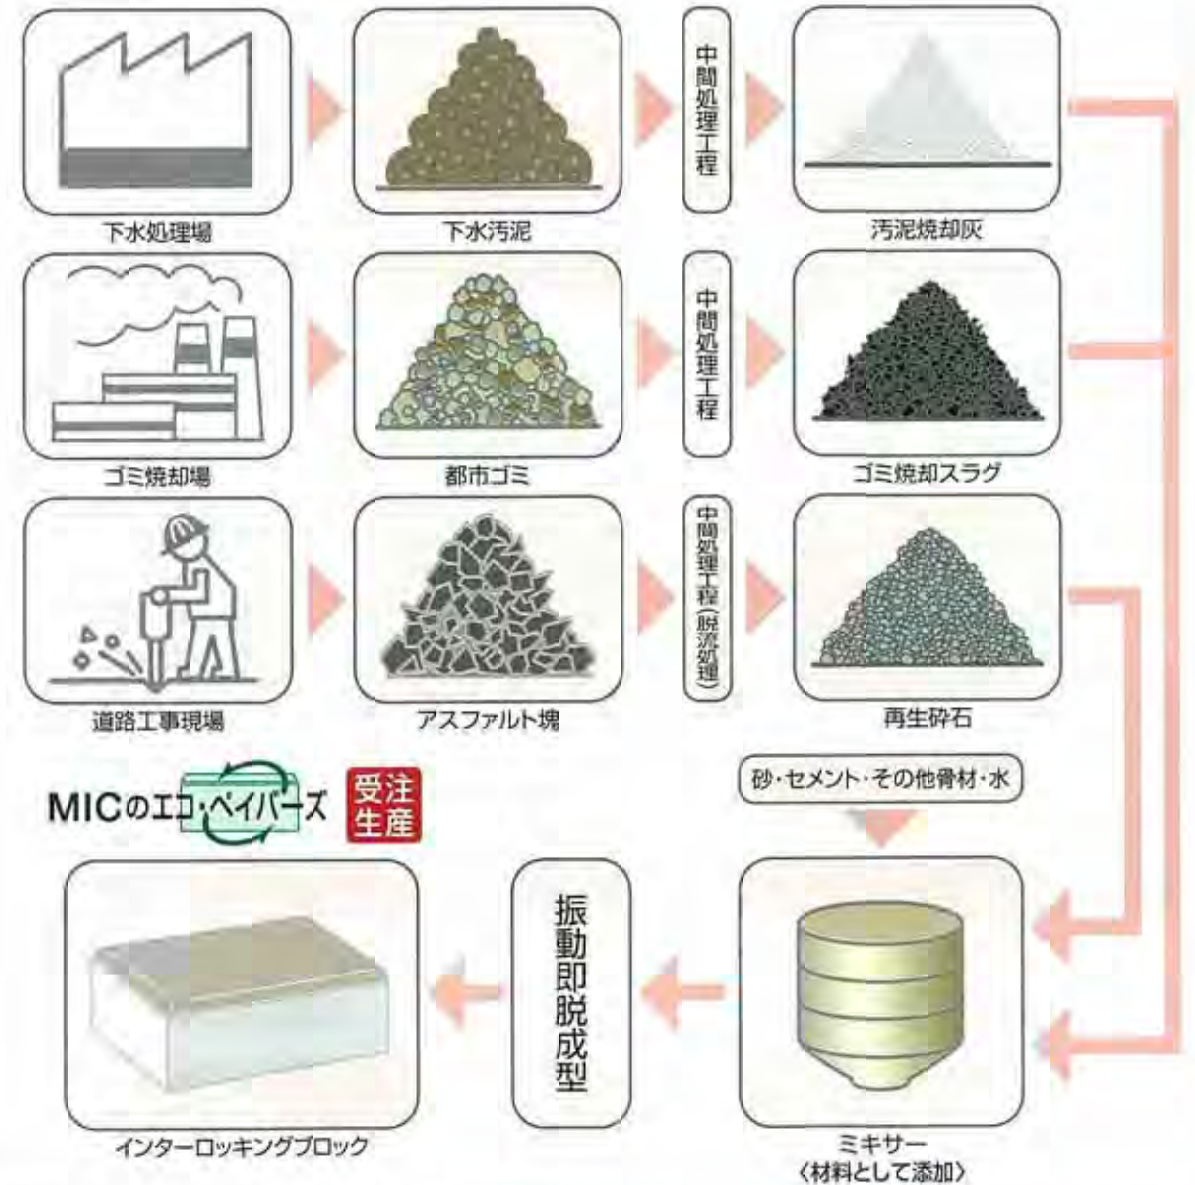 中間処理工程
下水処理場
下水汚泥
汚泥焼却灰
中間処理工程
ゴミ焼却場
都市ゴミ
ゴミ焼却スラグ
中間処理工程(脱流処理)
道路工事現場
アスファルト塊
再生砕石
MICのエコ・ペイバーズ
受注
生産
砂・セメント・その他骨材・水
振動即脱成型
インターロッキングブロック
ミキサー
〈材料として添加〉